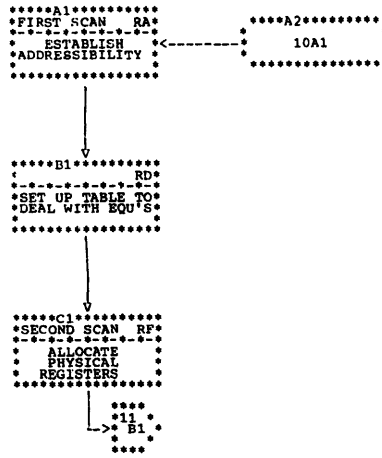 A1
FIRST SCAN RA
ESTABLISH
ADDRESSIBILITY
A2
10A1
B1
RD
SET UP TABLE TO
DEAL WITH EQU'S
C1
SECOND SCAN RF
ALLOCATE
PHYSICAL
REGISTERS
11
B1